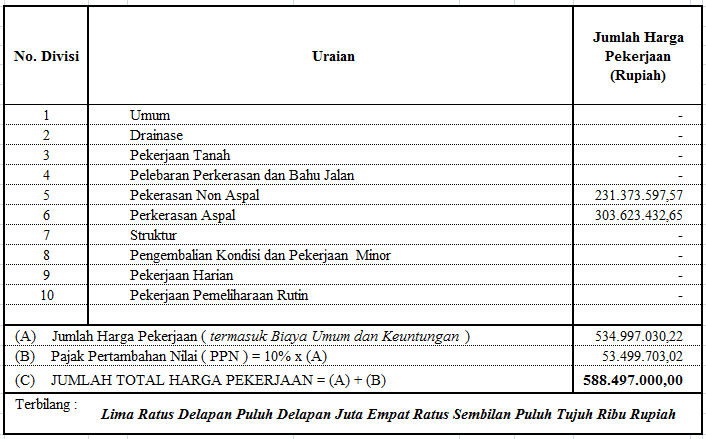 No. Divisi Uraian Jumlah Harga Pekerjaan (Rupiah)
1 Umum -
2 Drainase -
3 Pekerjaan Tanah -
4 Pelebaran Perkerasan dan Bahu Jalan -
5 Pekerasan Non Aspal 231.373.597,57
6 Perkerasan Aspal 303.623.432,65
7 Struktur -
8 Pengembalian Kondisi dan Pekerjaan Minor -
9 Pekerjaan Harian -
10 Pekerjaan Pemeliharaan Rutin -
(A) Jumlah Harga Pekerjaan ( termasuk Biaya Umum dan Keuntungan ) 534.997.030,22
(B) Pajak Pertambahan Nilai ( PPN ) = 10% x (A) 53.499.703,02
(C) JUMLAH TOTAL HARGA PEKERJAAN = (A) + (B) 588.497.000,00
Terbilang :
Lima Ratus Delapan Puluh Delapan Juta Empat Ratus Sembilan Puluh Tujuh Ribu Rupiah